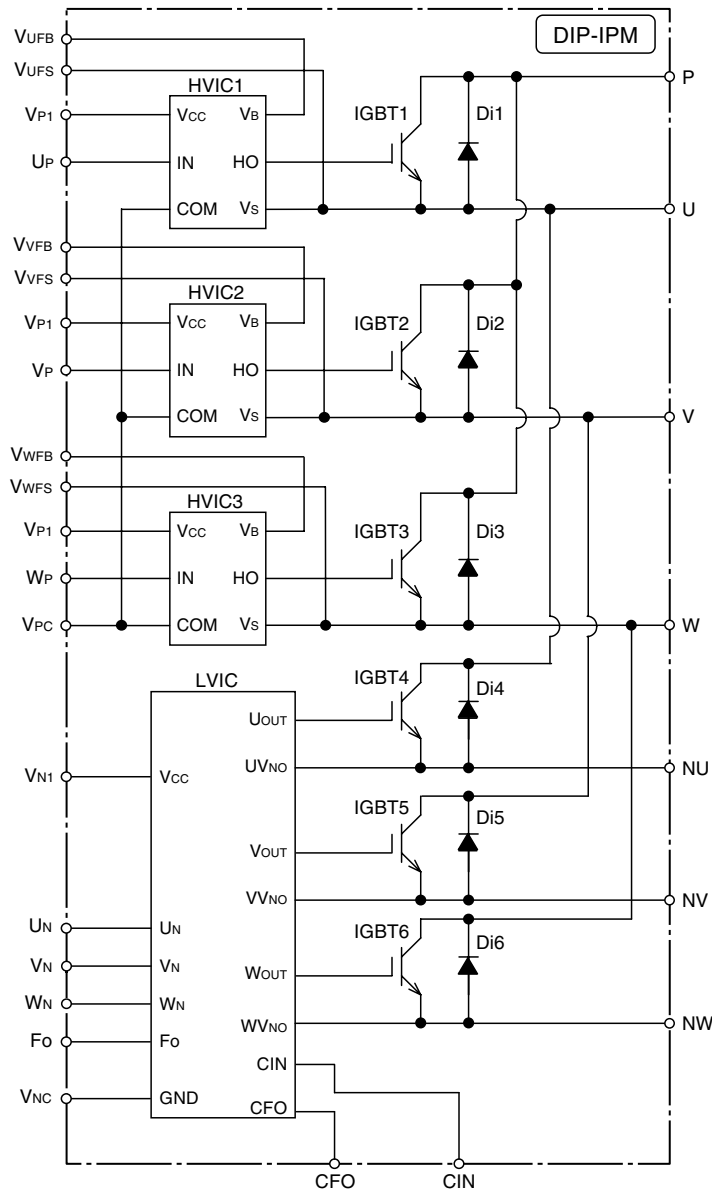 DIP-IPM
VUFB
VUFS
HVIC1
VP1
VCC
VB
IGBT1
Di1
P
UP
IN
HO
COM
VS
U
VVFB
VVFS
HVIC2
VP1
VCC
VB
IGBT2
Di2
VP
IN
HO
COM
VS
V
VWFB
VWFS
HVIC3
VP1
VCC
VB
IGBT3
Di3
WP
IN
HO
VPC
COM
VS
W
LVIC
IGBT4
Di4
UOUT
UVNO
NU
VN1
VCC
IGBT5
Di5
VOUT
VVNO
NV
UN
UN
IGBT6
Di6
VN
VN
WOUT
WN
WN
WVNO
NW
Fo
Fo
CIN
VNC
GND
CFO
CFO
CIN